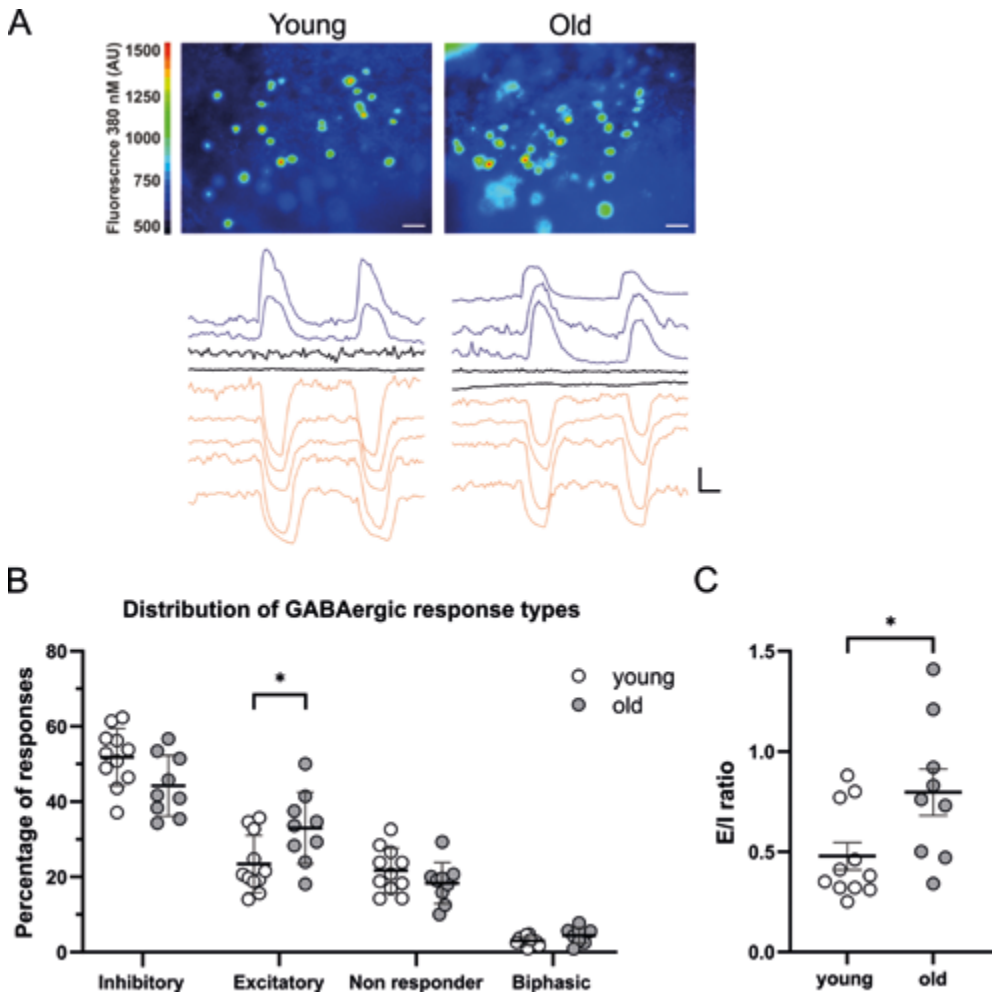 A
Young
Old
Fluorescnce 380 nM (AU)
1500
1250
1000
750
500
B
Distribution of GABAergic response types
Percentage of responses
80
60
40
20
0
*
young
old
Inhibitory
Excitatory
Non responder
Biphasic
C
*
E/I ratio
1.5
1.0
0.5
0.0
young
old